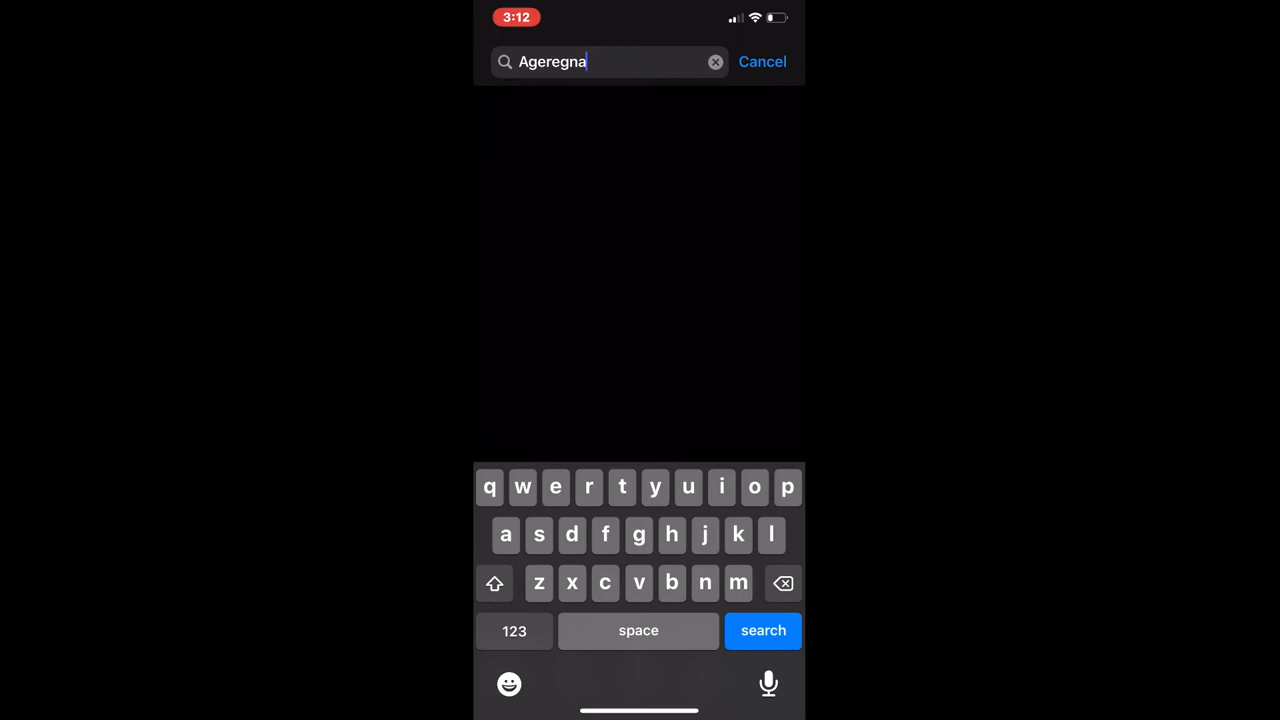 3:12
Ageregna
Cancel
q w e r t y u i o p
a s d f g h j k l
z x c v b n m
123 space search